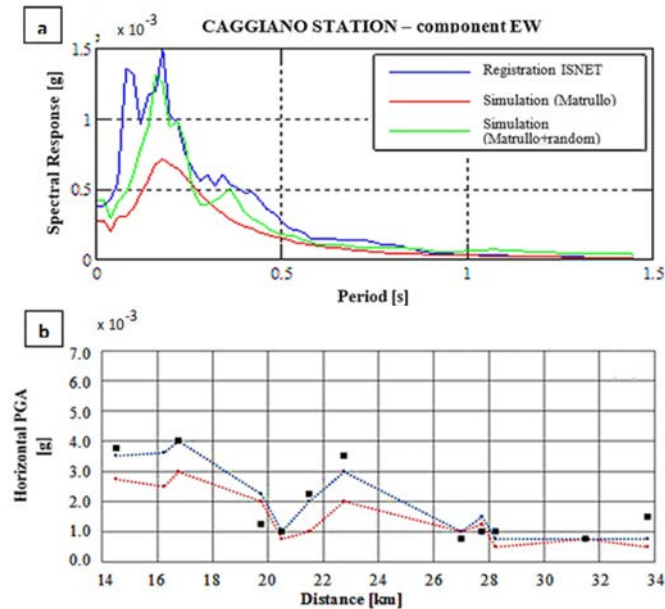 a
x 10⁻³
CAGGIANO STATION – component EW
Spectral Response [g]
1.5
1
0.5
0
Registration ISNET
Simulation (Matrullo)
Simulation
(Matrullo+random)
0
0.5
1
1.5
Period [s]
b
x 10⁻³
Horizontal PGA
[g]
7.0
6.0
5.0
4.0
3.0
2.0
1.0
0.0
14 16 18 20 22 24 26 28 30 32 34
Distance [km]